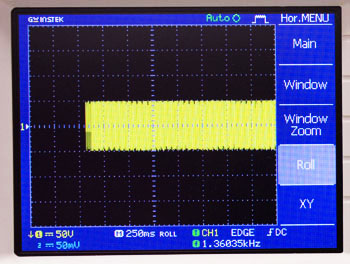 GW INSTEK Auto Hor.MENU
Main
Window
Window
Zoom
Roll
XY
1
1 50V M 250ms ROLL CH1 EDGE DC
2 50mV 1.36035kHz